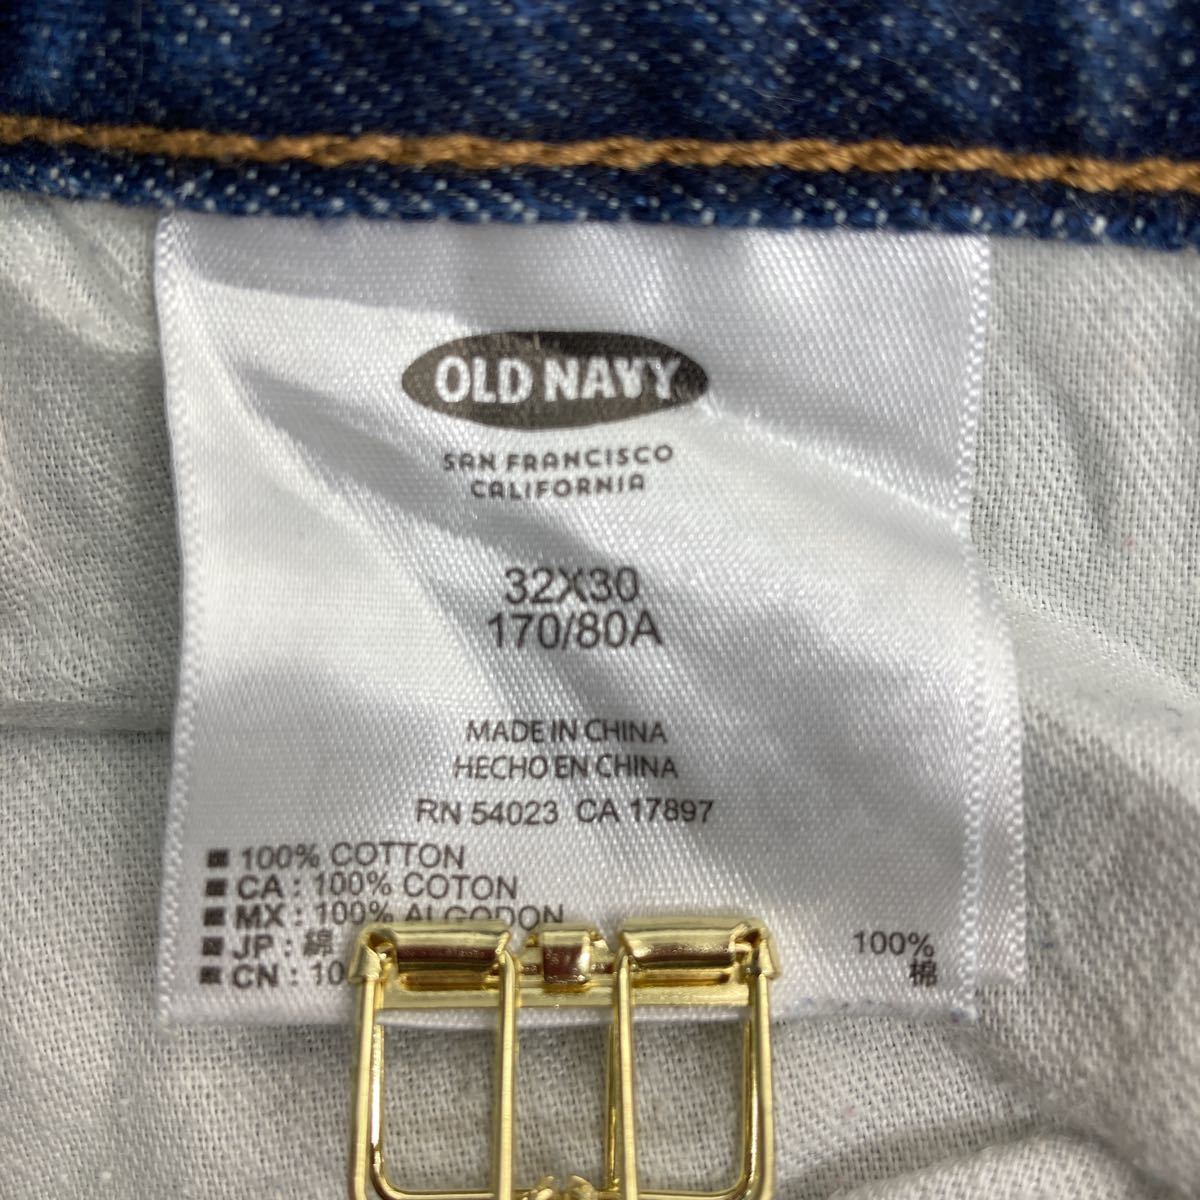 OLD NAVY
SAN FRANCISCO
CALIFORNIA
32X30
170/80A
MADE IN CHINA
HECHO EN CHINA
RN 54023 CA 17897
■ 100% COTTON
■ CA : 100% COTON
■ MX : 100% ALGODON
■ JP : 綿 100%
■ CN : 10 棉